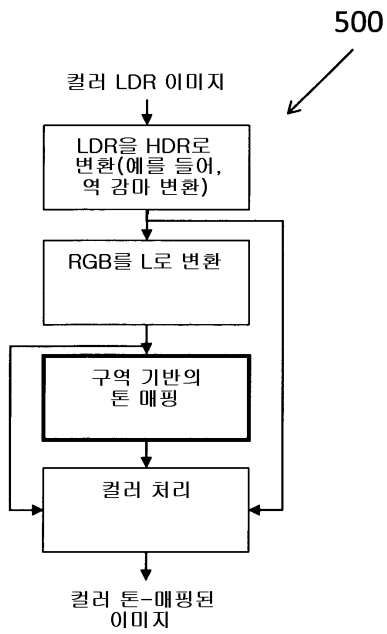 500
컬러 LDR 이미지
LDR을 HDR로
변환(예를 들어,
역 감마 변환)
RGB를 L로 변환
구역 기반의
톤 매핑
컬러 처리
컬러 톤-매핑된
이미지